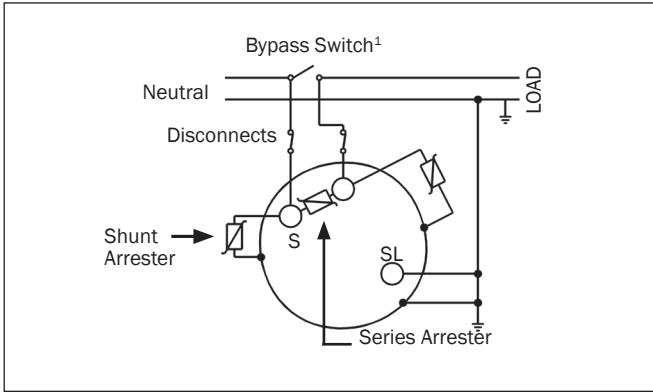 Bypass Switch¹
Neutral
LOAD
Disconnects
S
Shunt
Arrester
SL
Series Arrester